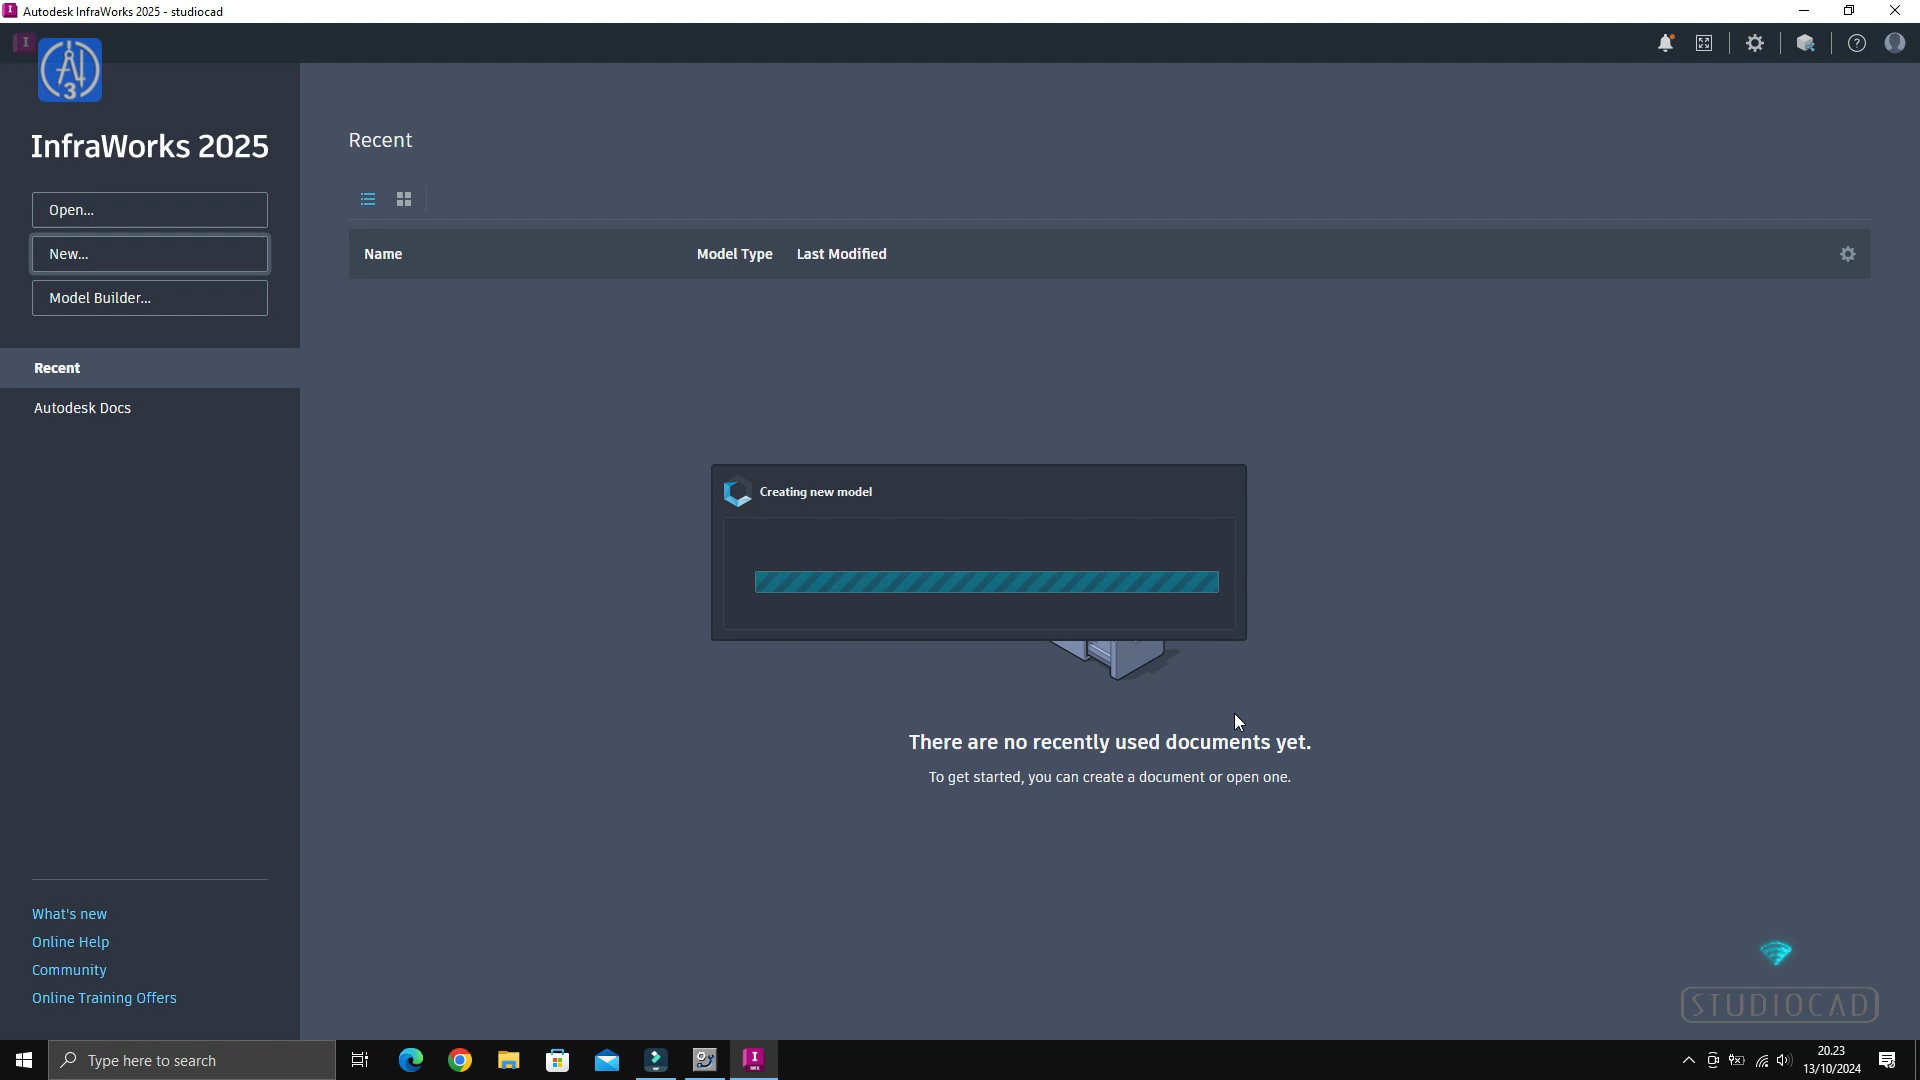 Autodesk InfraWorks 2025 - studiocad
InfraWorks 2025
Open...
New...
Model Builder...
Recent
Autodesk Docs
What's new
Online Help
Community
Online Training Offers
Recent
Name Model Type Last Modified
Creating new model
There are no recently used documents yet.
To get started, you can create a document or open one.
STUDIOCAD
Type here to search
20.23
13/10/2024